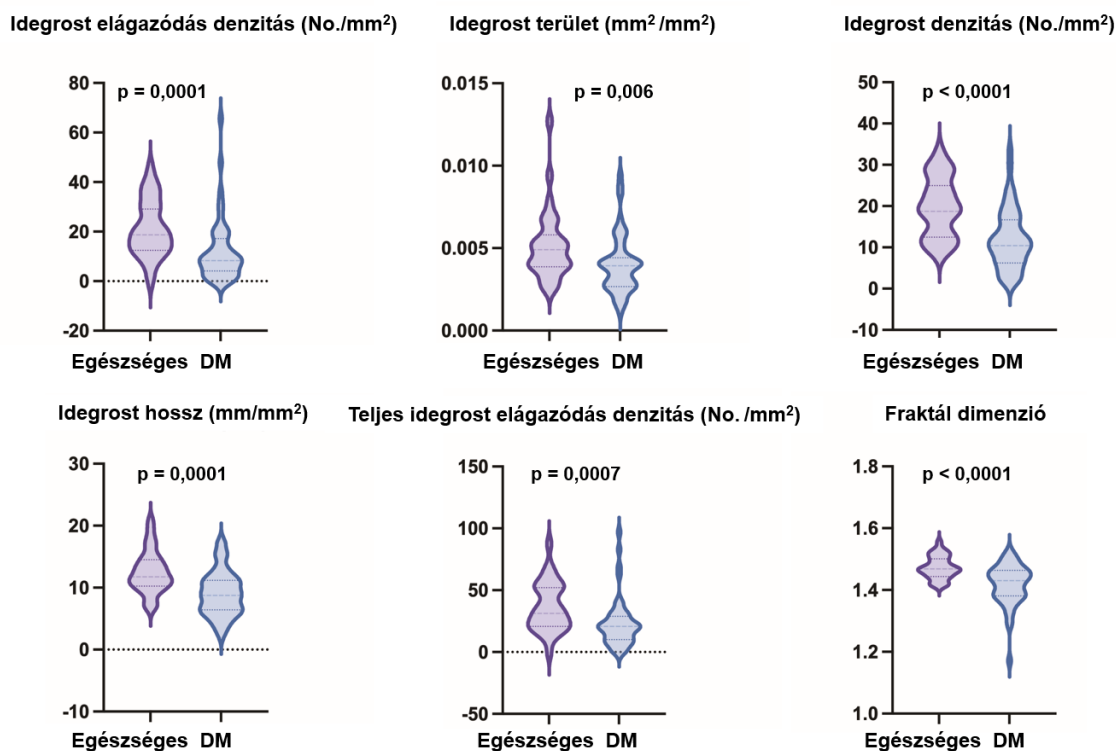 Idegrost elágazódás denzitás (No./mm²)
p = 0,0001
80
60
40
20
0
-20
Egészséges DM
Idegrost terület (mm²/mm²)
p = 0,006
0.015
0.010
0.005
0.000
Egészséges DM
Idegrost denzitás (No./mm²)
p < 0,0001
50
40
30
20
10
0
-10
Egészséges DM
Idegrost hossz (mm/mm²)
p = 0,0001
30
20
10
0
-10
Egészséges DM
Teljes idegrost elágazódás denzitás (No./mm²)
p = 0,0007
150
100
50
0
-50
Egészséges DM
Fraktál dimenzió
p < 0,0001
1.8
1.6
1.4
1.2
1.0
Egészséges DM